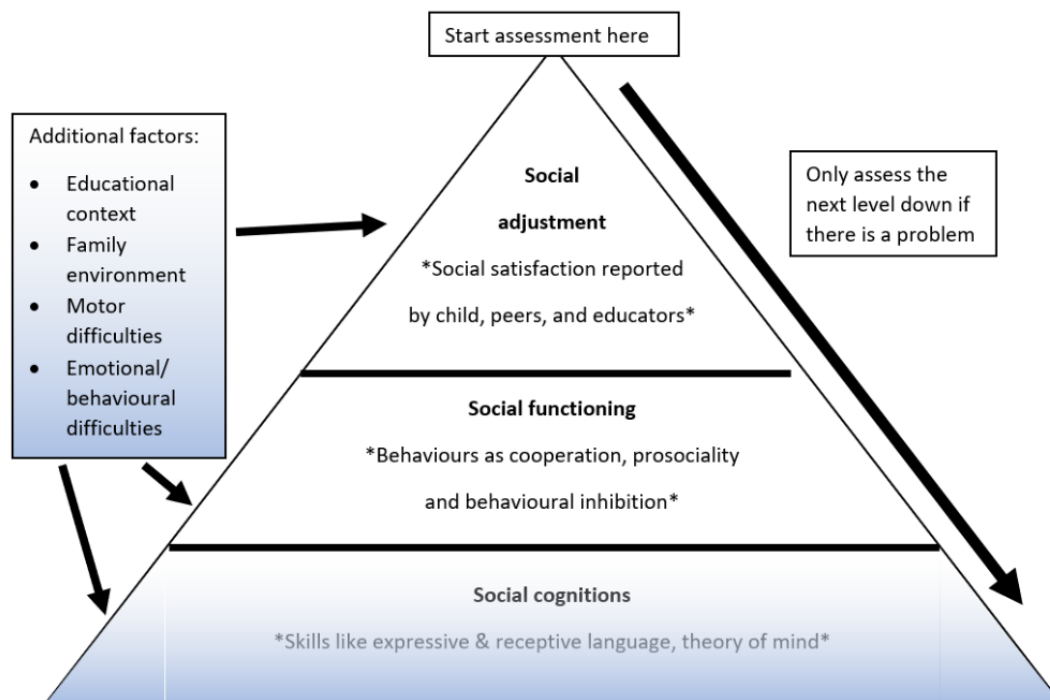 Start assessment here
Additional factors:
• Educational
context
• Family
environment
• Motor
difficulties
• Emotional/
behavioural
difficulties
Only assess the
next level down if
there is a problem
Social
adjustment
*Social satisfaction reported
by child, peers, and educators*
Social functioning
*Behaviours as cooperation, prosociality
and behavioural inhibition*
Social cognitions
*Skills like expressive & receptive language, theory of mind*